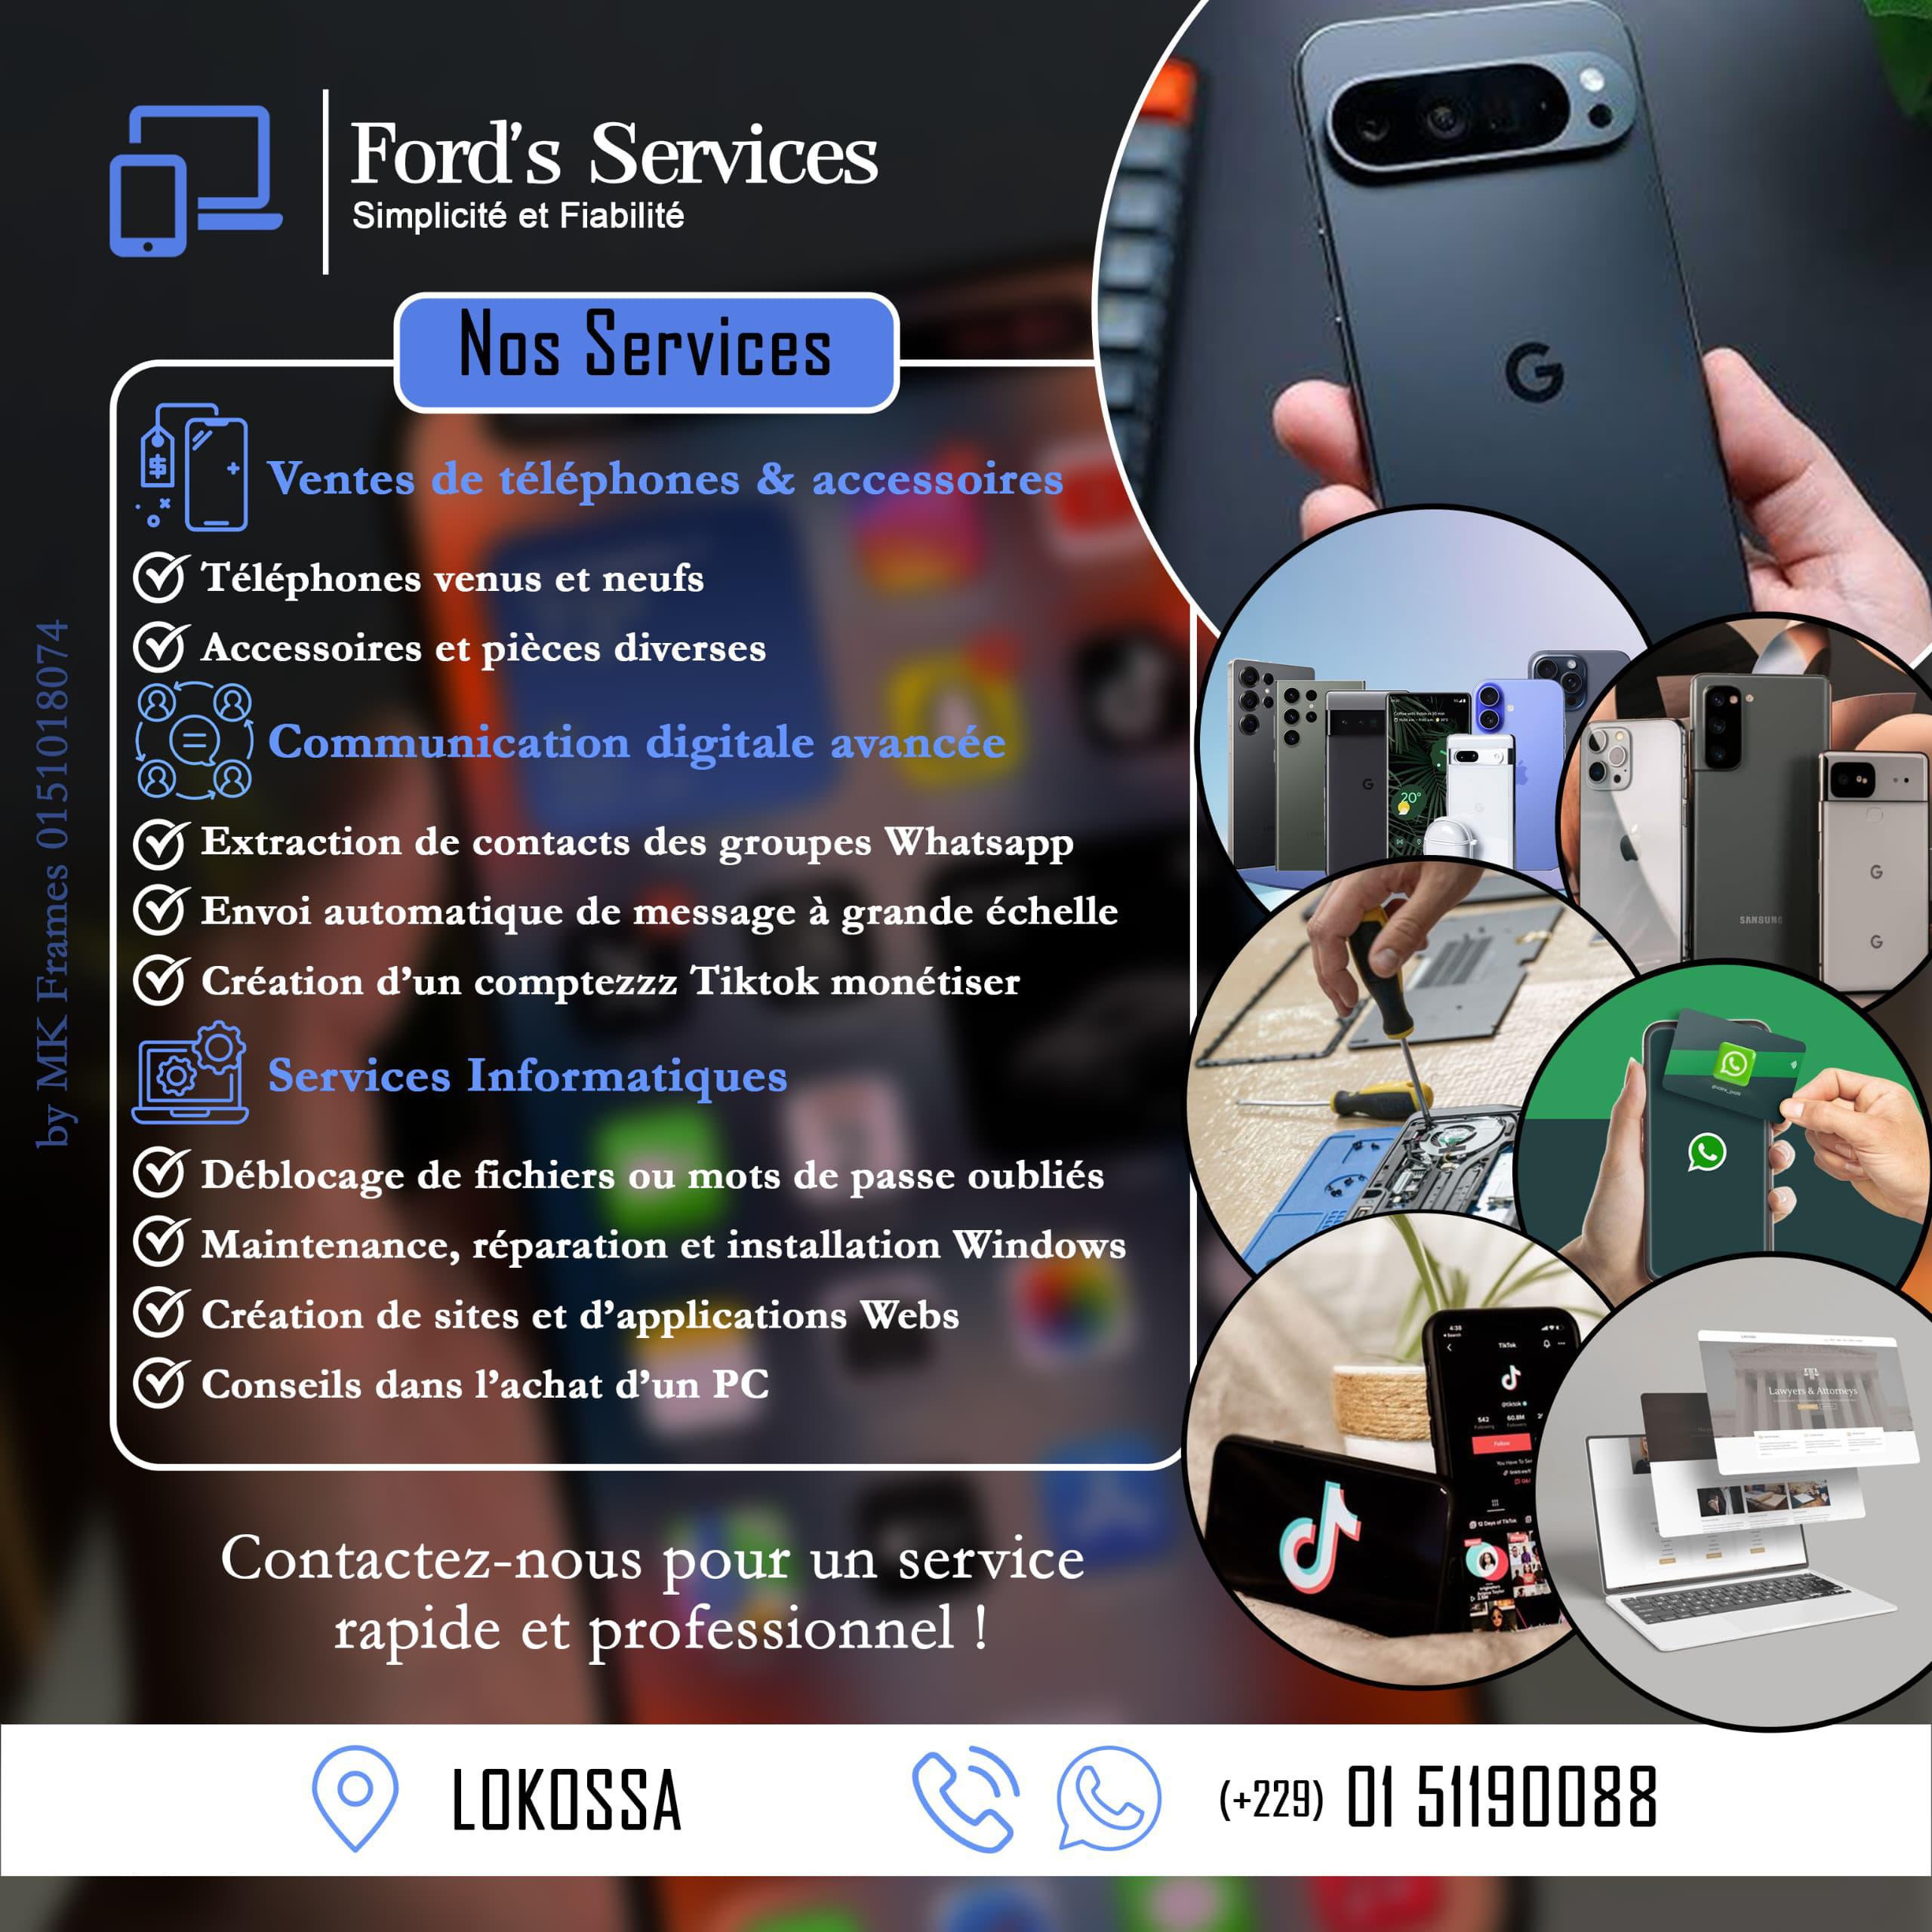 Ford's Services
Simplicité et Fiabilité
Nos Services
Ventes de téléphones & accessoires
Téléphones venus et neufs
Accessoires et pièces diverses
Communication digitale avancée
Extraction de contacts des groupes Whatsapp
Envoi automatique de message à grande échelle
Création d'un comptezzz Tiktok monétiser
Services Informatiques
Déblocage de fichiers ou mots de passe oubliés
Maintenance, réparation et installation Windows
Création de sites et d'applications Webs
Conseils dans l'achat d'un PC
Contactez-nous pour un service
rapide et professionnel !
LOKOSSA
(+229) 01 51190088
by MK Frames 0151018074
G
G
G
20°
SAMSUNG
G
G
TikTok
Follow
Lawyers & Attorneys